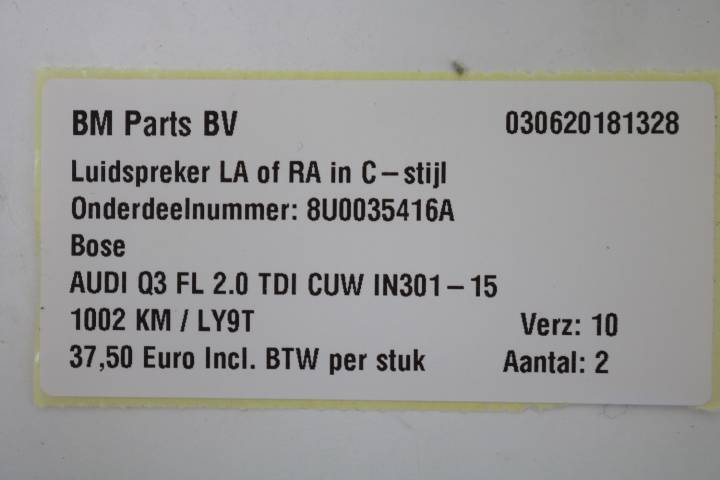 BM Parts BV 030620181328
Luidspreker LA of RA in C-stijl
Onderdeelnummer: 8U0035416A
Bose
AUDI Q3 FL 2.0 TDI CUW IN301-15
1002 KM / LY9T Verz: 10
37,50 Euro Incl. BTW per stuk Aantal: 2